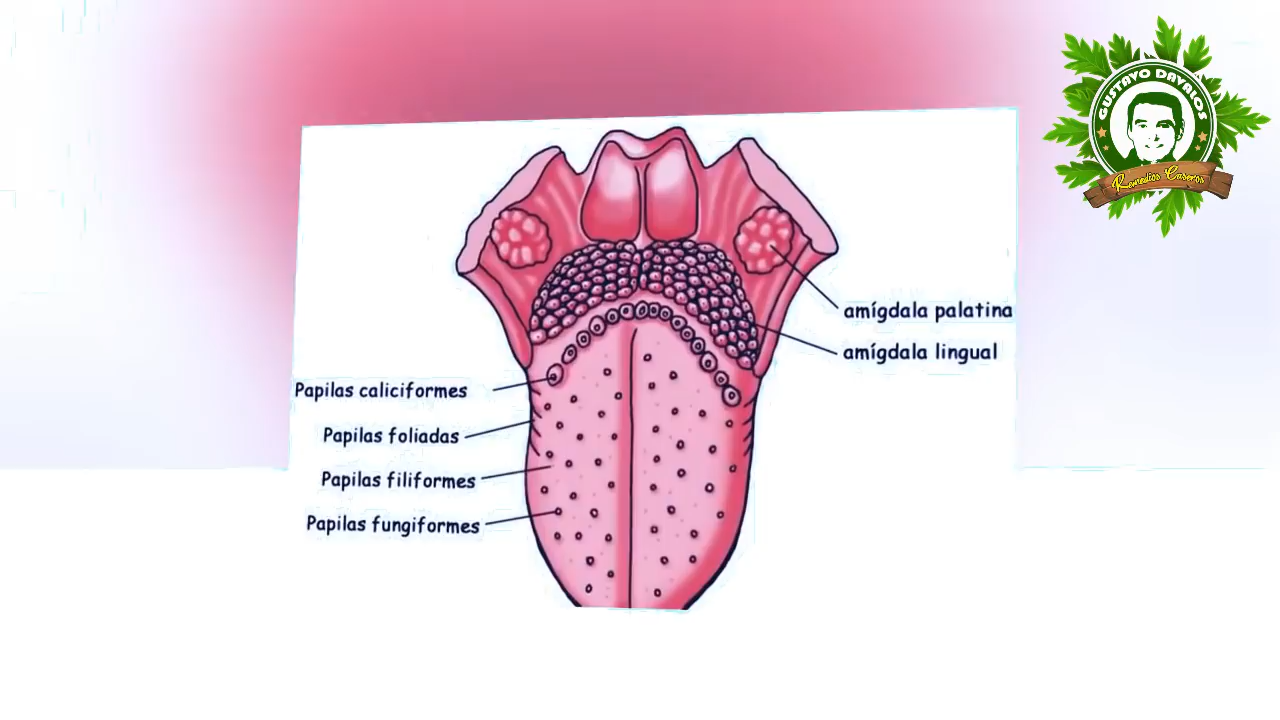 GUSTAVO DAVALOS
Remedios Caseros
amígdala palatina
amígdala lingual
Papilas caliciformes
Papilas foliadas
Papilas filiformes
Papilas fungiformes